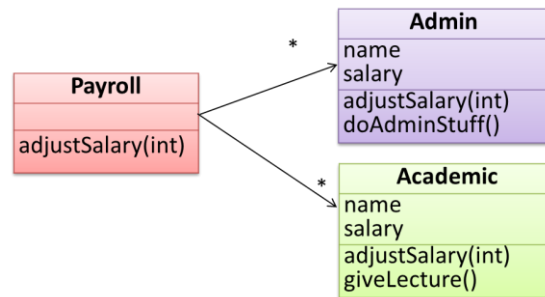 Payroll
adjustSalary(int)
*
Admin
name
salary
adjustSalary(int)
doAdminStuff()
*
Academic
name
salary
adjustSalary(int)
giveLecture()